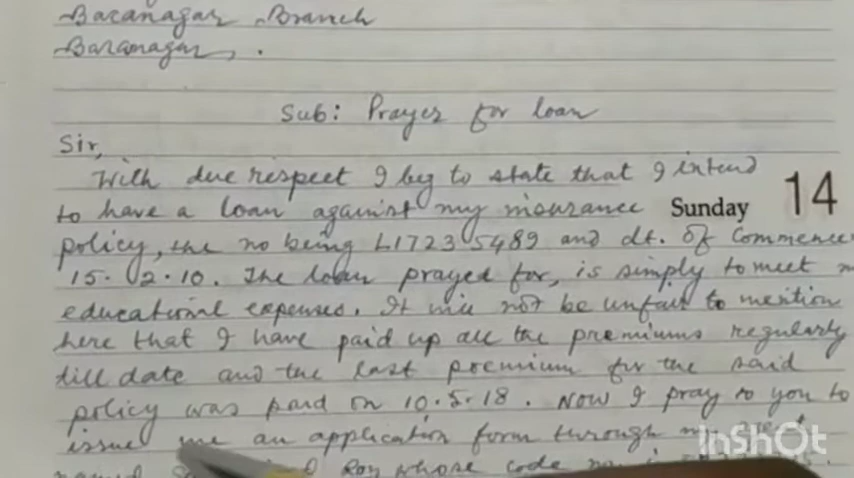 Baranagar Branch
Baranagar.
Sub: Prayer for loan
Sir,
With due respect I beg to state that I intend
to have a loan against my insurance Sunday 14
policy, the no being L17235489 and dt. of Commence
15.02.10. The loan prayed for, is simply to meet m
educational expenses. It will not be unfair to mention
here that I have paid up all the premiums regularly
till date and the last premium for the said
policy was paid on 10.5.18. Now I pray to you to
issue me an application form through my
Roy whose code
InShOt